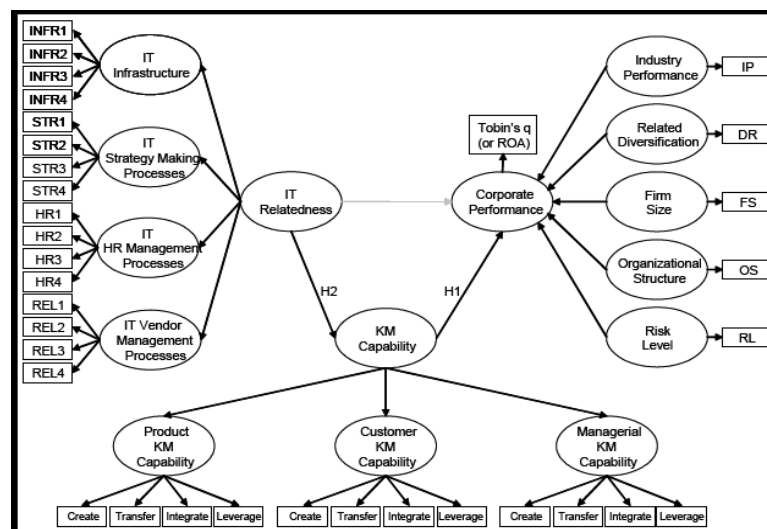 INFR1
INFR2
INFR3
INFR4
STR1
STR2
STR3
STR4
HR1
HR2
HR3
HR4
REL1
REL2
REL3
REL4
IT
Infrastructure
IT
Strategy Making
Processes
IT
HR Management
Processes
IT Vendor
Management
Processes
IT
Relatedness
Tobin's q
(or ROA)
Corporate
Performance
Industry
Performance
IP
Related
Diversification
DR
Firm
Size
FS
Organizational
Structure
OS
Risk
Level
RL
H2
H1
KM
Capability
Product
KM
Capability
Customer
KM
Capability
Managerial
KM
Capability
Create
Transfer
Integrate
Leverage
Create
Transfer
Integrate
Leverage
Create
Transfer
Integrate
Leverage